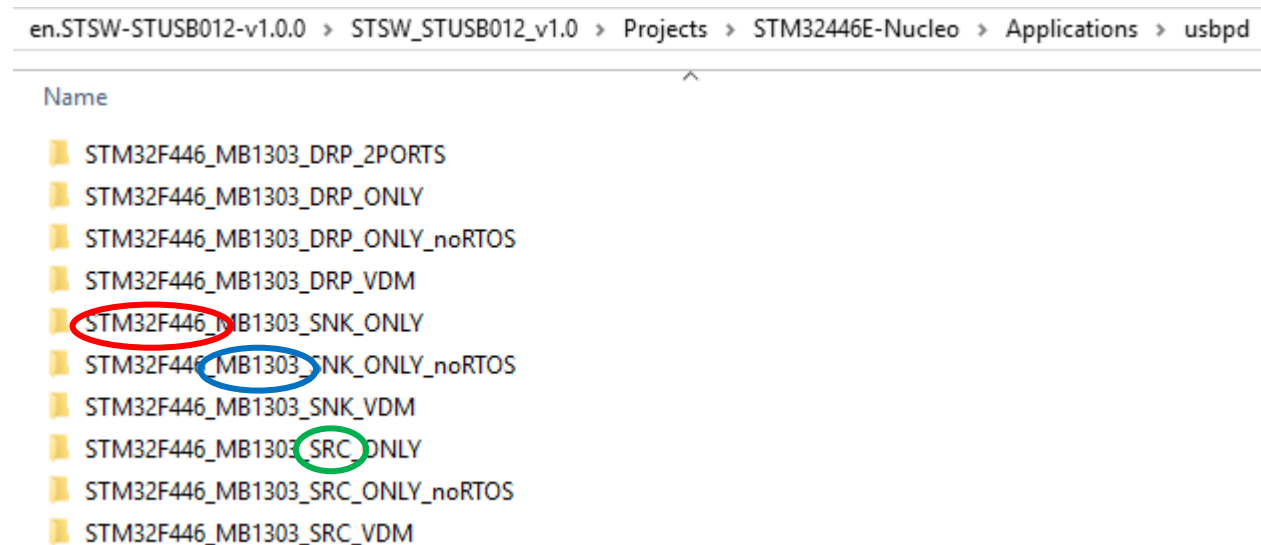 en.STSW-STUSB012-v1.0.0 > STSW_STUSB012_v1.0 > Projects > STM32446E-Nucleo > Applications > usbpd
Name
STM32F446_MB1303_DRP_2PORTS
STM32F446_MB1303_DRP_ONLY
STM32F446_MB1303_DRP_ONLY_noRTOS
STM32F446_MB1303_DRP_VDM
STM32F446_MB1303_SNK_ONLY
STM32F446_MB1303_SNK_ONLY_noRTOS
STM32F446_MB1303_SNK_VDM
STM32F446_MB1303_SRC_ONLY
STM32F446_MB1303_SRC_ONLY_noRTOS
STM32F446_MB1303_SRC_VDM